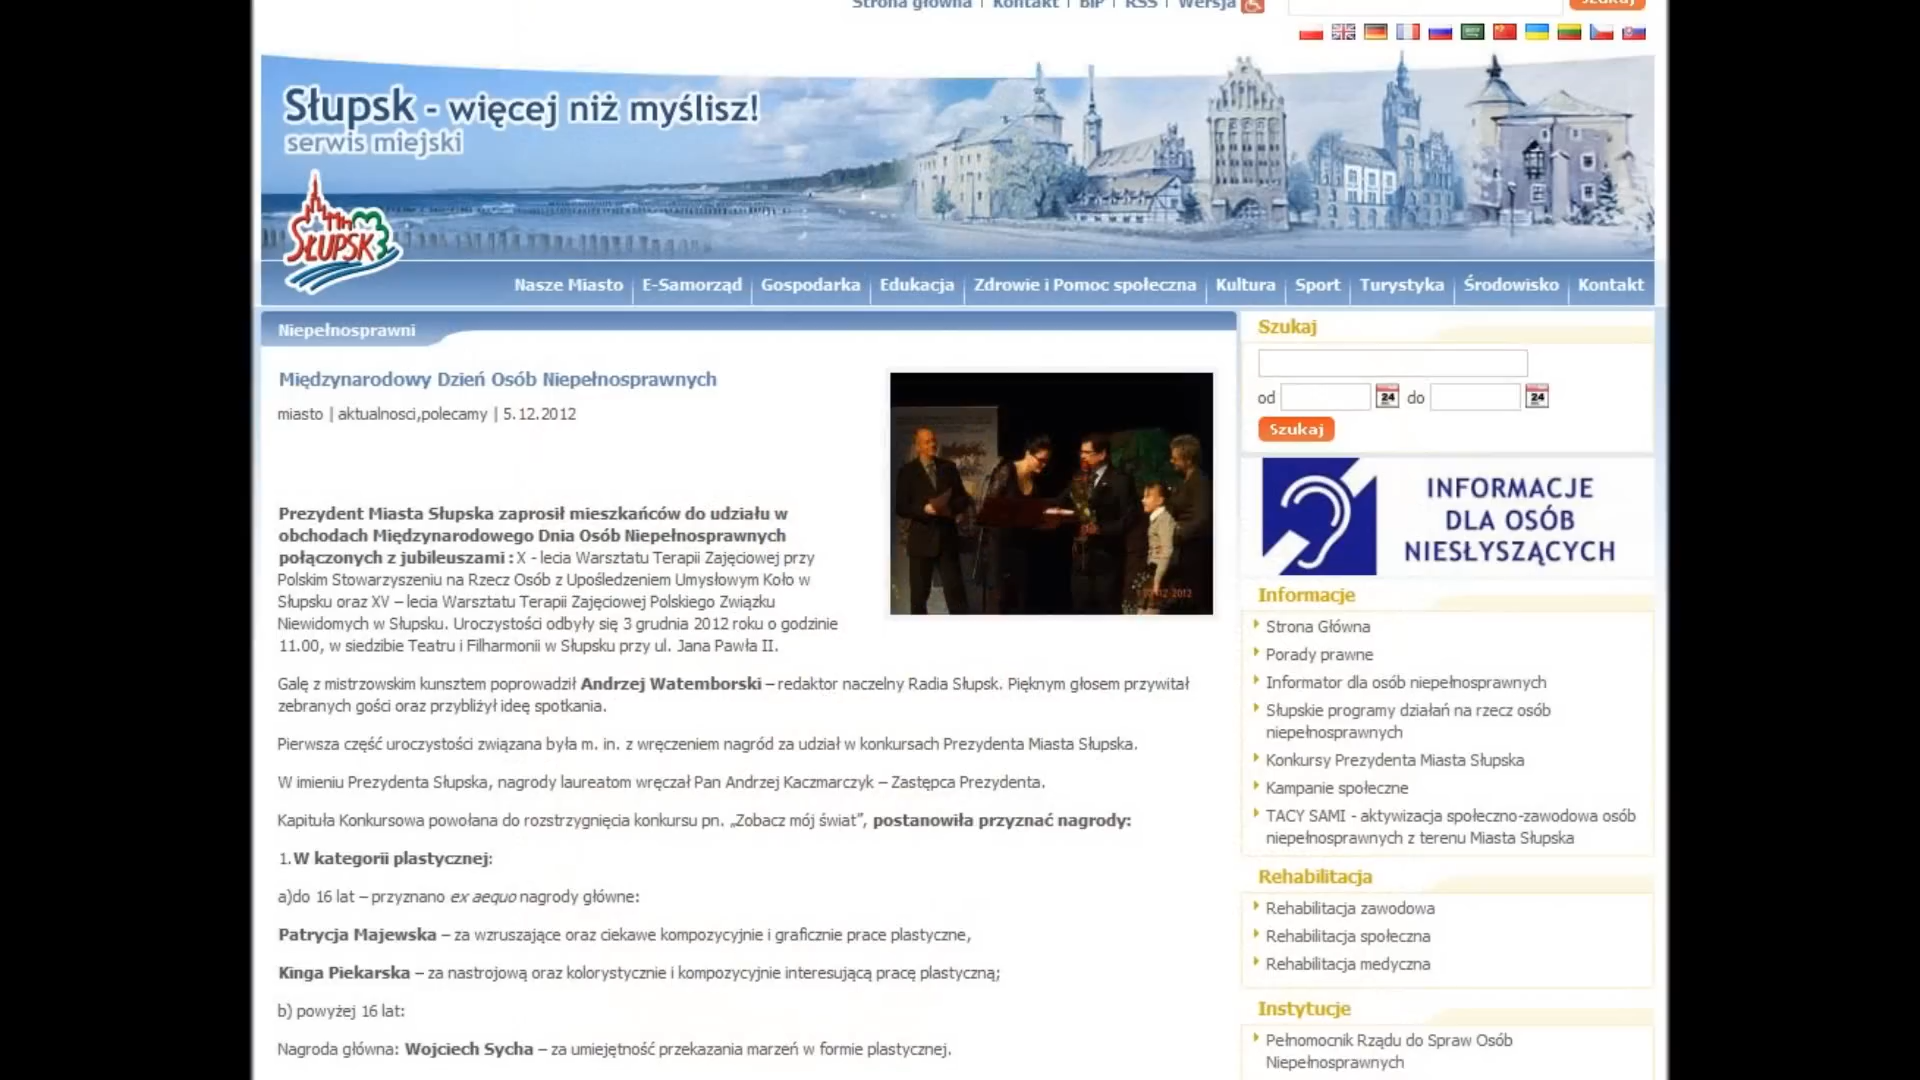 Strona główna | Kontakt | BIP | RSS | Wersja
Szukaj
Słupsk - więcej niż myślisz!
serwis miejski
SŁUPSK
Nasze Miasto | E-Samorząd | Gospodarka | Edukacja | Zdrowie i Pomoc społeczna | Kultura | Sport | Turystyka | Środowisko | Kontakt
Niepełnosprawni
Międzynarodowy Dzień Osób Niepełnosprawnych
miasto | aktualnosci,polecamy | 5.12.2012
Prezydent Miasta Słupska zaprosił mieszkańców do udziału w
obchodach Międzynarodowego Dnia Osób Niepełnosprawnych
połączonych z jubileuszami : X - lecia Warsztatu Terapii Zajęciowej przy
Polskim Stowarzyszeniu na Rzecz Osób z Upośledzeniem Umysłowym Koło w
Słupsku oraz XV – lecia Warsztatu Terapii Zajęciowej Polskiego Związku
Niewidomych w Słupsku. Uroczystości odbyły się 3 grudnia 2012 roku o godzinie
11.00, w siedzibie Teatru i Filharmonii w Słupsku przy ul. Jana Pawła II.
Galę z mistrzowskim kunsztem poprowadził Andrzej Watemborski – redaktor naczelny Radia Słupsk. Pięknym głosem przywitał
zebranych gości oraz przybliżył ideę spotkania.
Pierwsza część uroczystości związana była m. in. z wręczeniem nagród za udział w konkursach Prezydenta Miasta Słupska.
W imieniu Prezydenta Słupska, nagrody laureatom wręczał Pan Andrzej Kaczmarczyk – Zastępca Prezydenta.
Kapituła Konkursowa powołana do rozstrzygnięcia konkursu pn. „Zobacz mój świat”, postanowiła przyznać nagrody:
1.W kategorii plastycznej:
a)do 16 lat – przyznano ex aequo nagrody główne:
Patrycja Majewska – za wzruszające oraz ciekawe kompozycyjnie i graficznie prace plastyczne,
Kinga Piekarska – za nastrojową oraz kolorystycznie i kompozycyjnie interesującą pracę plastyczną;
b) powyżej 16 lat:
Nagroda główna: Wojciech Sycha – za umiejętność przekazania marzeń w formie plastycznej.
Szukaj
od 24 do 24
Szukaj
INFORMACJE
DLA OSÓB
NIESŁYSZĄCYCH
Informacje
Strona Główna
Porady prawne
Informator dla osób niepełnosprawnych
Słupskie programy działań na rzecz osób
niepełnosprawnych
Konkursy Prezydenta Miasta Słupska
Kampanie społeczne
TACY SAMI - aktywizacja społeczno-zawodowa osób
niepełnosprawnych z terenu Miasta Słupska
Rehabilitacja
Rehabilitacja zawodowa
Rehabilitacja społeczna
Rehabilitacja medyczna
Instytucje
Pełnomocnik Rządu do Spraw Osób
Niepełnosprawnych